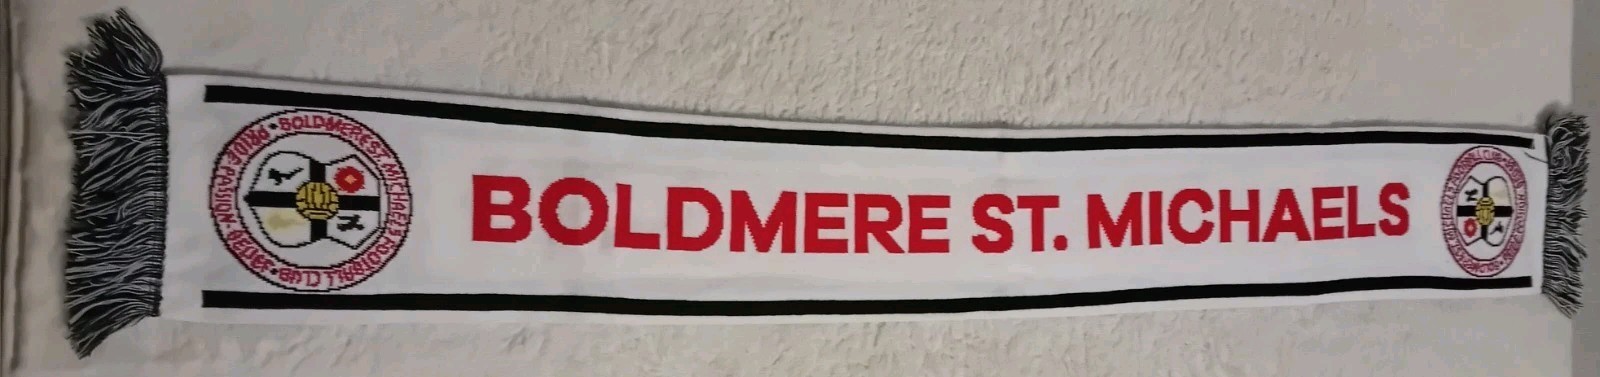 BOLDMERE ST. MICHAELS FOOTBALL CLUB
PRIDE · PASSION
BOLDMERE ST. MICHAELS